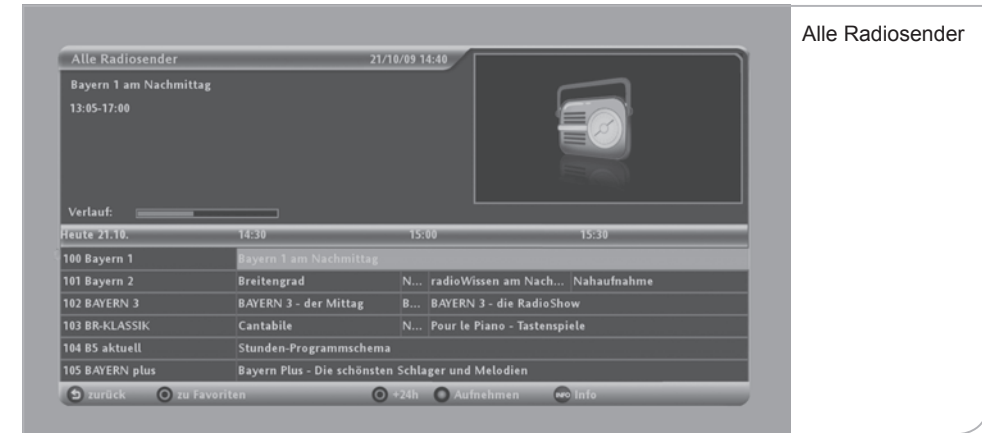 Alle Radiosender
Alle Radiosender 21/10/09 14:40
Bayern 1 am Nachmittag
13:05-17:00
Verlauf:
Heute 21.10. 14:30 15:00 15:30
100 Bayern 1 Bayern 1 am Nachmittag
101 Bayern 2 Breitengrad N... radioWissen am Nach... Nahaufnahme
102 BAYERN 3 BAYERN 3 - der Mittag B... BAYERN 3 - die RadioShow
103 BR-KLASSIK Cantabile N... Pour le Piano - Tastenspiele
104 B5 aktuell Stunden-Programmschema
105 BAYERN plus Bayern Plus - Die schönsten Schlager und Melodien
zurück zu Favoriten +24h Aufnehmen INFO Info